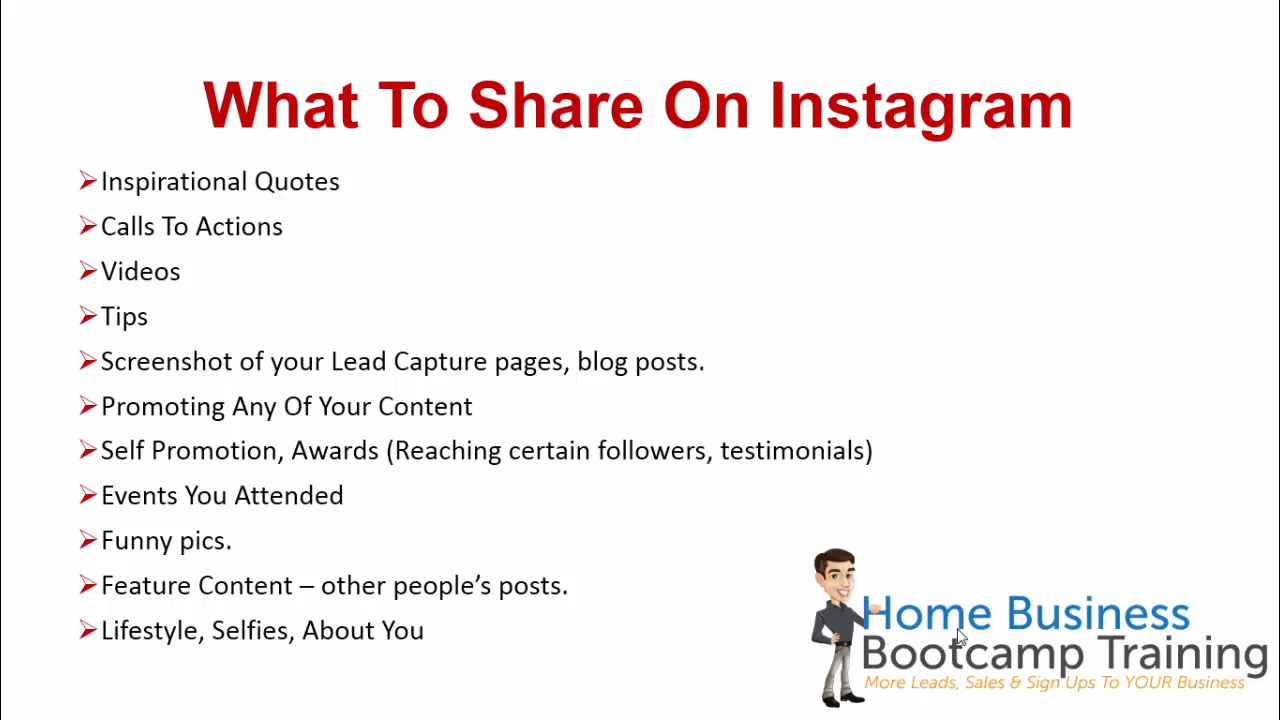 What To Share On Instagram
Inspirational Quotes
Calls To Actions
Videos
Tips
Screenshot of your Lead Capture pages, blog posts.
Promoting Any Of Your Content
Self Promotion, Awards (Reaching certain followers, testimonials)
Events You Attended
Funny pics.
Feature Content – other people’s posts.
Lifestyle, Selfies, About You
Home Business
Bootcamp Training
More Leads, Sales & Sign Ups To YOUR Business